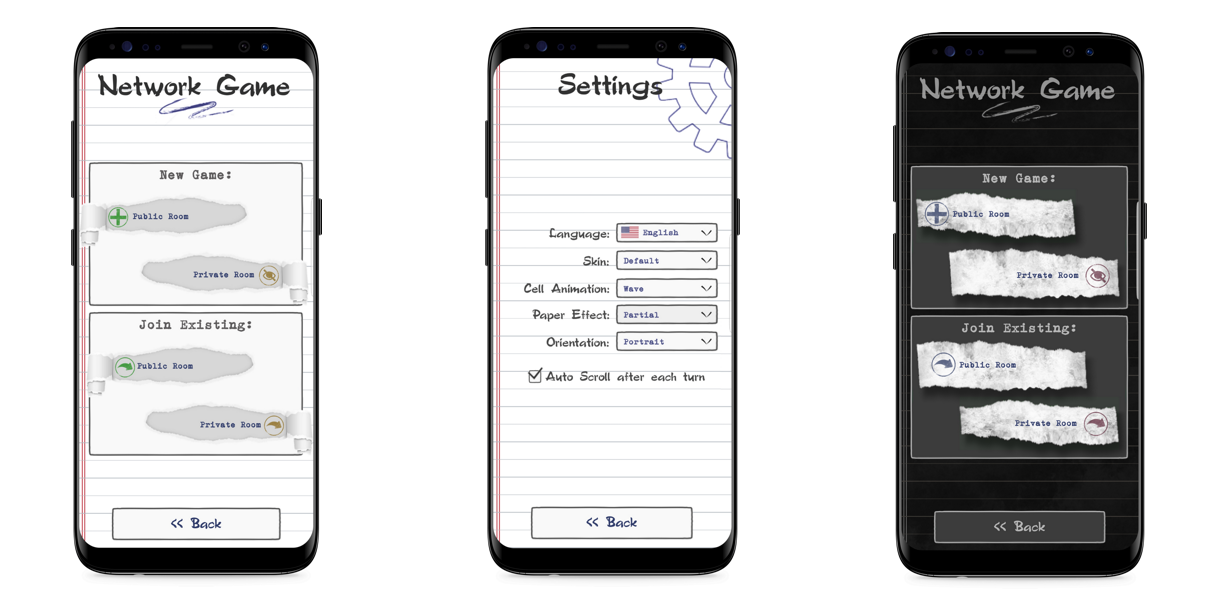 Network Game
New Game:
Public Room
Private Room
Join Existing:
Public Room
Private Room
<< Back
Settings
Language: English
Skin: Default
Cell Animation: Wave
Paper Effect: Partial
Orientation: Portrait
Auto Scroll after each turn
<< Back
Network Game
New Game:
Public Room
Private Room
Join Existing:
Public Room
Private Room
<< Back